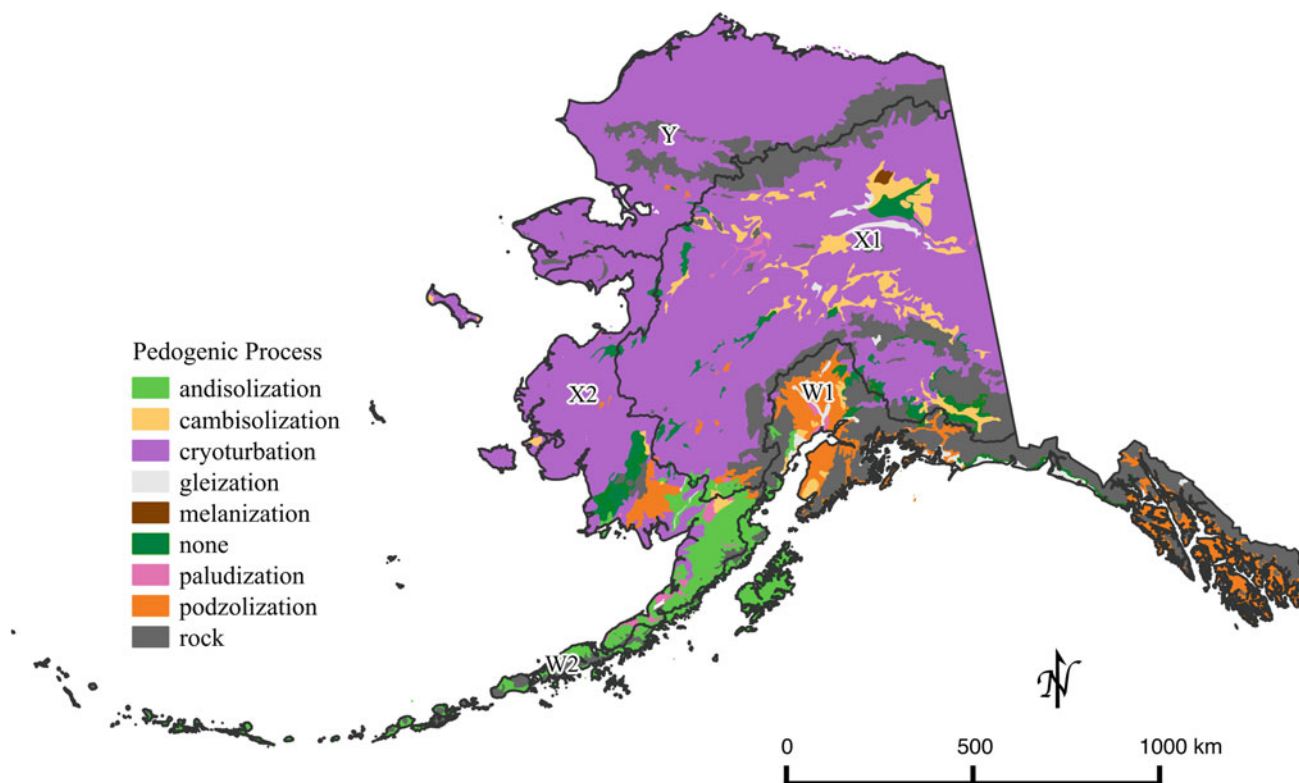 Y
X1
X2
Pedogenic Process
andisolization
cambisolization
cryoturbation
gleization
melanization
none
paludization
podzolization
rock
W1
W2
N
0 500 1000 km